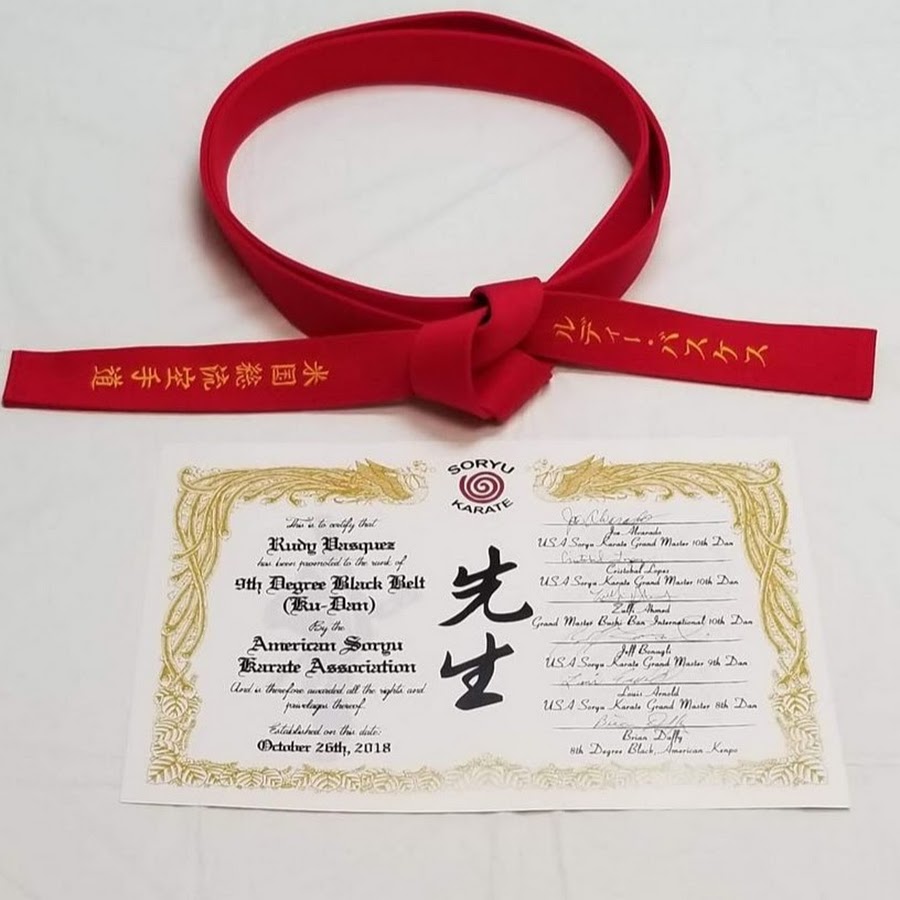 米国総流空手道
ルディー・バスケス
SORYU
KARATE
This is to certify that
Rudy Vasquez
has been promoted to the rank of
9th Degree Black Belt
(Ku-Dan)
By the
American Soryu
Karate Association
And is therefore awarded all the rights and
privileges thereof.
Established on this date:
October 26th, 2018
先生
Joe Alvarado
Joe Alvarado
USA Soryu Karate Grand Master 10th Dan
Cristobal Lopes
USA Soryu Karate Grand Master 10th Dan
Zulfi Ahmed
Grand Master Bushi Ban International 10th Dan
Jeff Bonugli
USA Soryu Karate Grand Master 9th Dan
Louis Arnold
USA Soryu Karate Grand Master 8th Dan
Brian Duffy
8th Degree Black, American Kenpo